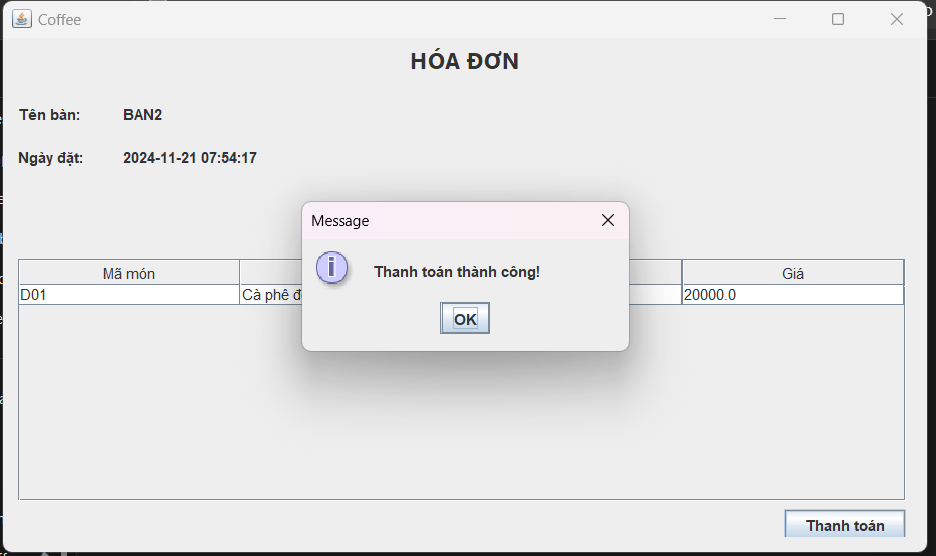 Coffee
HÓA ĐƠN
Tên bàn: BAN2
Ngày đặt: 2024-11-21 07:54:17
Message
Thanh toán thành công!
OK
Mã món Giá
D01 Cà phê 20000.0
Thanh toán